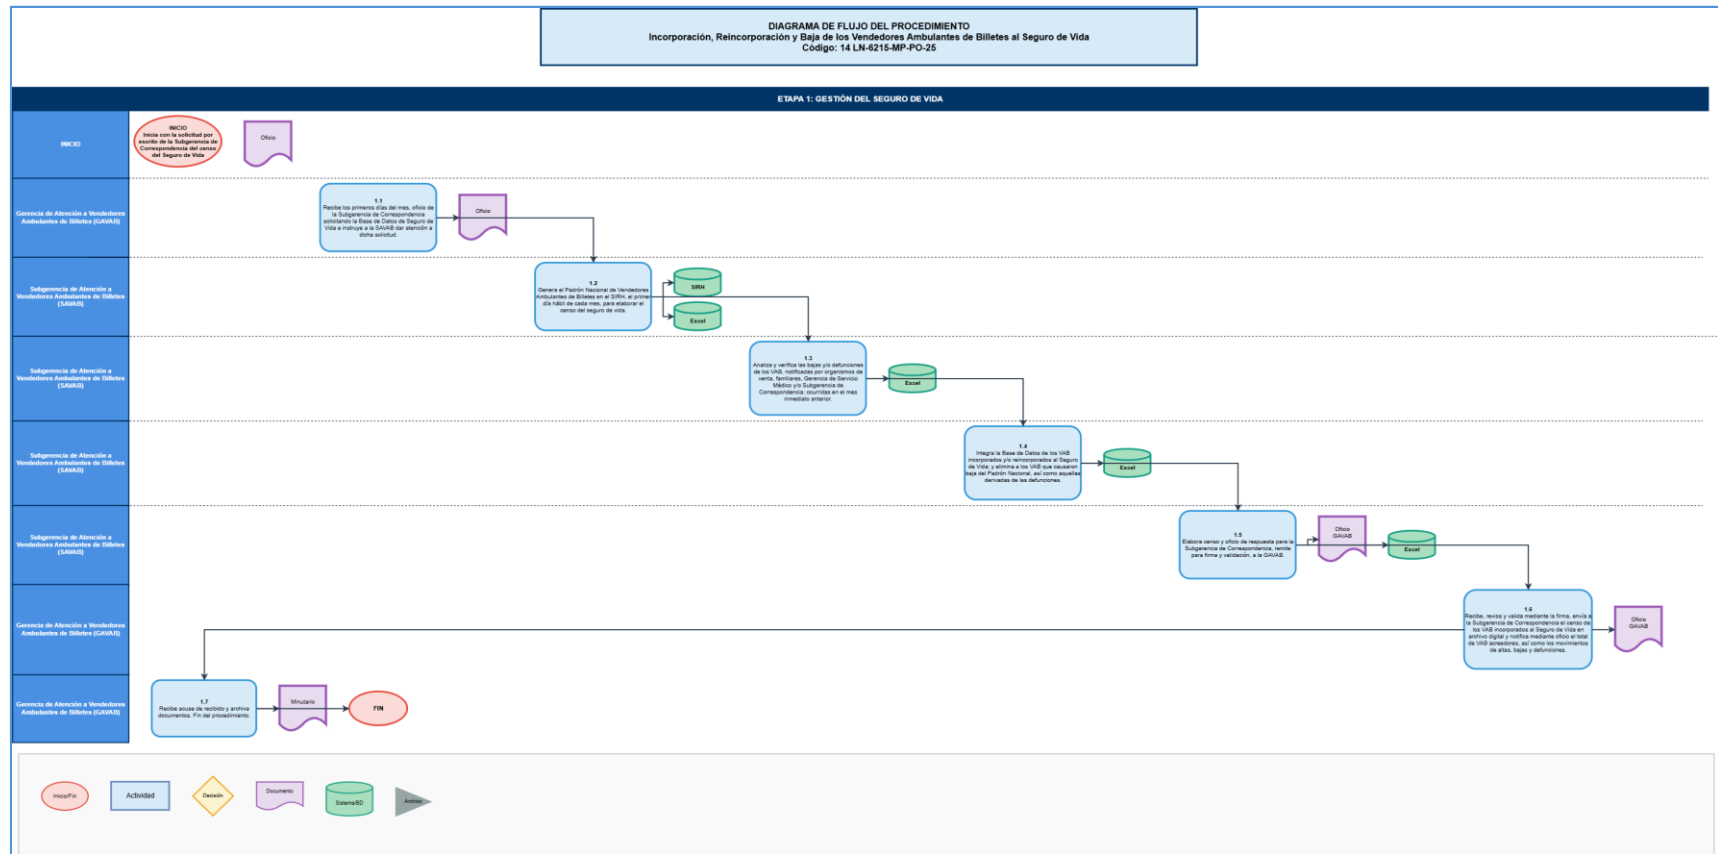 DIAGRAMA DE FLUJO DEL PROCEDIMIENTO
Incorporación, Reincorporación y Baja de los Vendedores Ambulantes de Billetes al Seguro de Vida
Código: 14 LN-6215-MP-PO-25
ETAPA 1: GESTIÓN DEL SEGURO DE VIDA
INICIO
INICIO
Inicia con la solicitud por
escrito de la Subgerencia de
Correspondencia del censo
del Seguro de Vida
Oficio
Gerencia de Atención a Vendedores
Ambulantes de Billetes (GAVAB)
1.1
Recibe los primeros días del mes, oficio de
la Subgerencia de Correspondencia
solicitando la Base de Datos de Seguro de
Vida e instruye a la SAVAB dar atención a
dicha solicitud.
Oficio
Subgerencia de Atención a
Vendedores Ambulantes de Billetes
(SAVAB)
1.2
Genera el Padrón Nacional de Vendedores
Ambulantes de Billetes en el SIRH, el primer
día hábil de cada mes, para elaborar el
censo del seguro de vida.
SIRH
Excel
Subgerencia de Atención a
Vendedores Ambulantes de Billetes
(SAVAB)
1.3
Analiza y verifica las bajas y/o defunciones
de los VAB, notificadas por organismos de
venta, familiares, Gerencia de Servicio
Médico y/o Subgerencia de
Correspondencia; ocurridas en el mes
inmediato anterior.
Excel
Subgerencia de Atención a
Vendedores Ambulantes de Billetes
(SAVAB)
1.4
Integra la Base de Datos de los VAB
incorporados y/o reincorporados al Seguro
de Vida; y elimina a los VAB que causaron
baja del Padrón Nacional, así como aquellas
derivadas de las defunciones.
Excel
Subgerencia de Atención a
Vendedores Ambulantes de Billetes
(SAVAB)
1.5
Elabora censo y oficio de respuesta para la
Subgerencia de Correspondencia, remite
para firma y validación, a la GAVAB.
Oficio
GAVAB
Excel
Gerencia de Atención a Vendedores
Ambulantes de Billetes (GAVAB)
1.6
Recibe, revisa y valida mediante la firma, envía a
la Subgerencia de Correspondencia el censo de
los VAB incorporados al Seguro de Vida en
archivo digital y notifica mediante oficio el total
de VAB acreedores, así como los movimientos
de altas, bajas y defunciones.
Oficio
GAVAB
Gerencia de Atención a Vendedores
Ambulantes de Billetes (GAVAB)
1.7
Recibe acuse de recibido y archiva
documentos. Fin del procedimiento.
Minutario
FIN
Inicio/Fin
Actividad
Decisión
Documento
Sistema/BD
Archivo